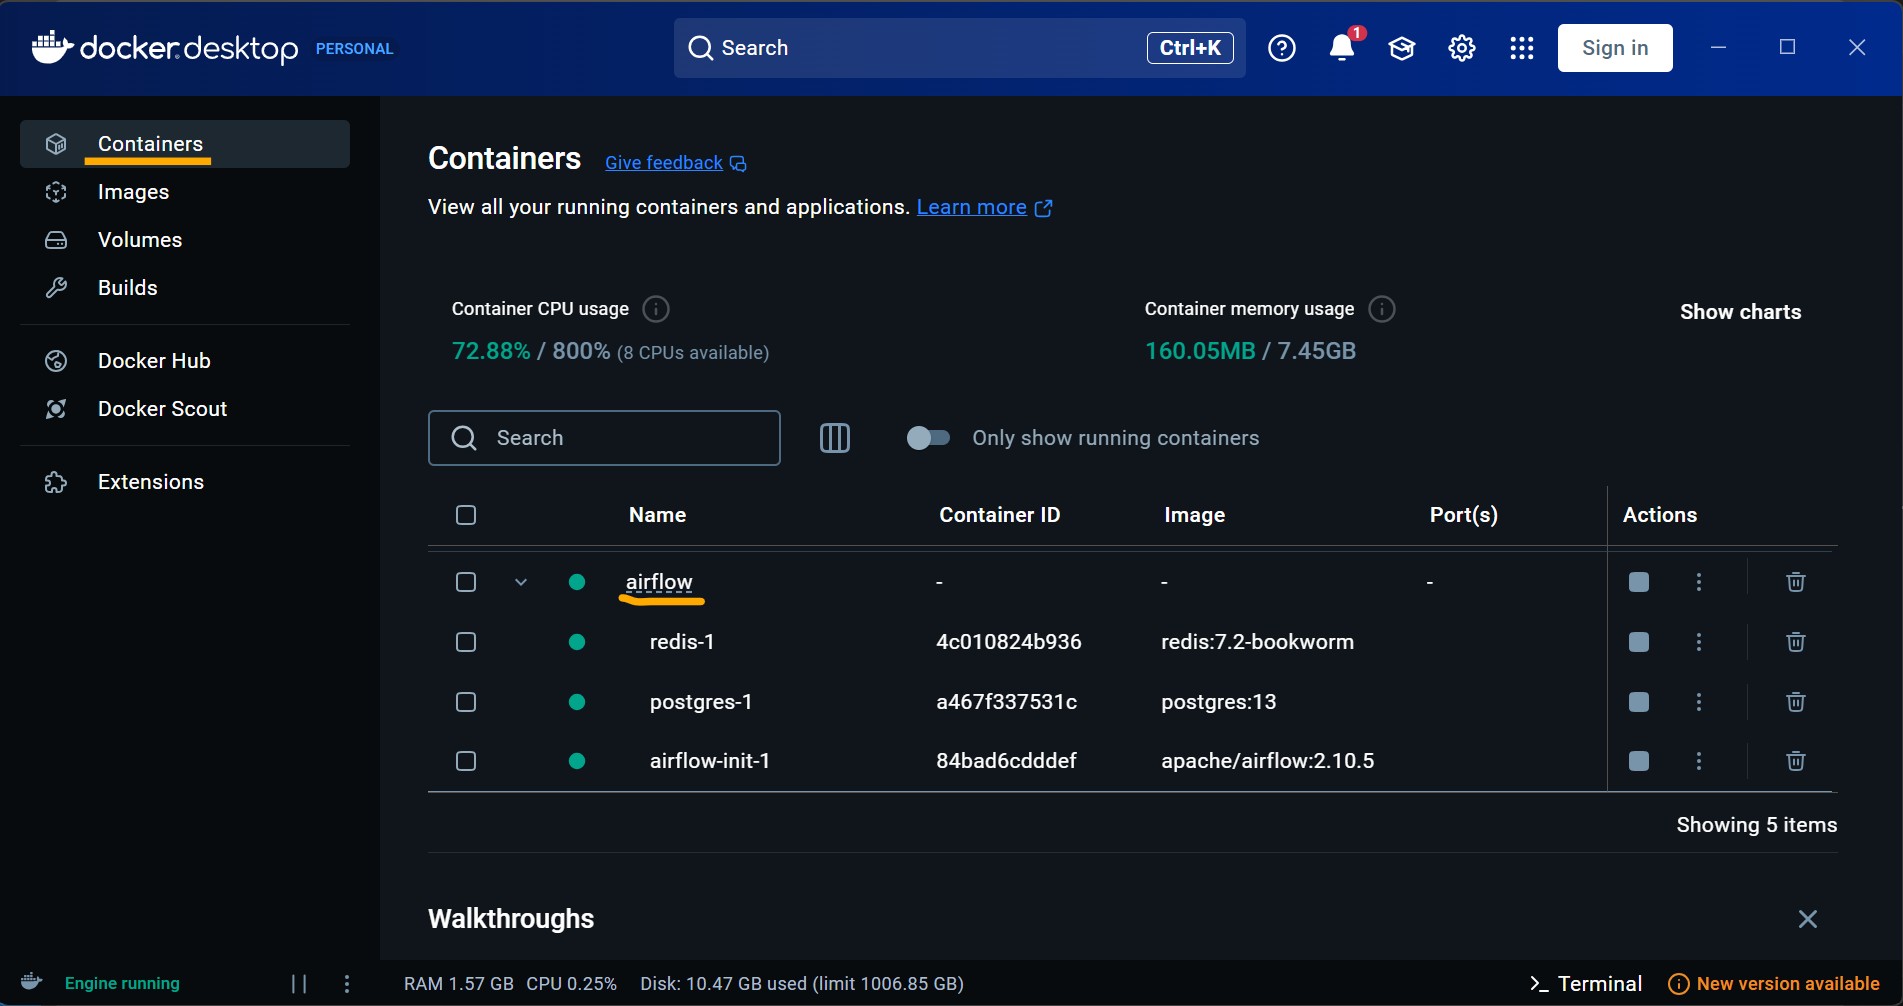 docker desktop PERSONAL
Search Ctrl+K
1
Sign in
Containers
Images
Volumes
Builds
Docker Hub
Docker Scout
Extensions
Containers Give feedback
View all your running containers and applications. Learn more
Container CPU usage
72.88% / 800% (8 CPUs available)
Container memory usage
160.05MB / 7.45GB
Show charts
Search
Only show running containers
Name Container ID Image Port(s) Actions
airflow - - -
redis-1 4c010824b936 redis:7.2-bookworm
postgres-1 a467f337531c postgres:13
airflow-init-1 84bad6cdddef apache/airflow:2.10.5
Showing 5 items
Walkthroughs
Engine running
RAM 1.57 GB CPU 0.25% Disk: 10.47 GB used (limit 1006.85 GB)
>_ Terminal
New version available